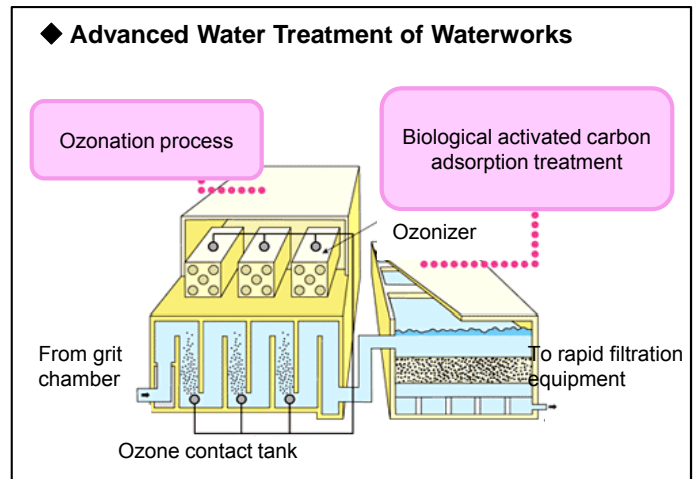 ◆ Advanced Water Treatment of Waterworks
Ozonation process
Biological activated carbon
adsorption treatment
Ozonizer
From grit
chamber
To rapid filtration
equipment
Ozone contact tank